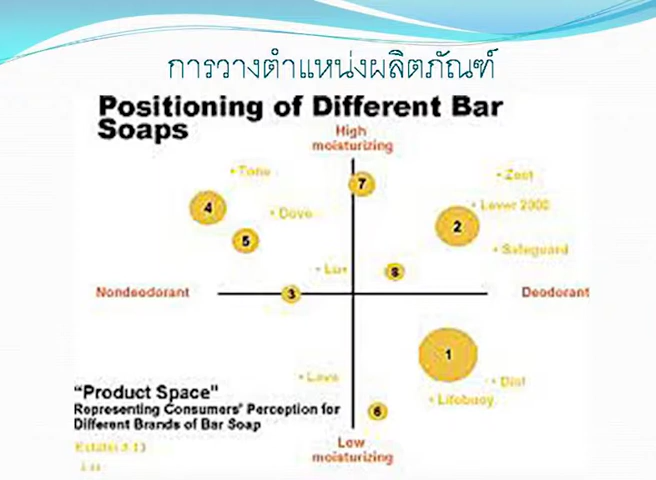 การวางตำแหน่งผลิตภัณฑ์
Positioning of Different Bar
Soaps
High
moisturizing
• Tone
7
• Zest
4
• Lever 2000
• Dove
2
5
• Safeguard
• Lux
8
Nondeodorant
3
Deodorant
1
• Lava
• Dial
"Product Space"
• Lifebuoy
Representing Consumers' Perception for
6
Different Brands of Bar Soap
Low
moisturizing